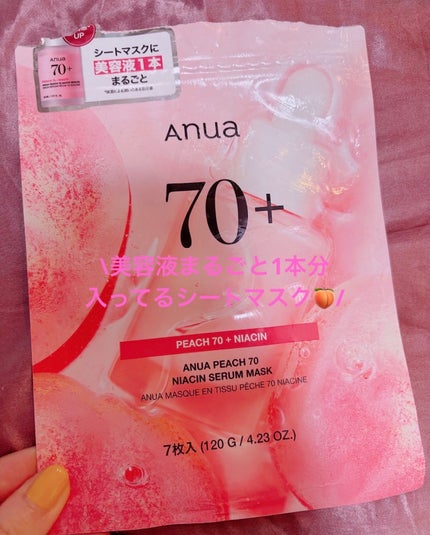 UP
シートマスクに
美容液1本
まるごと
Anua
70+
Anua
70+
\美容液まるごと1本分
入ってるシートマスク🍑/
PEACH 70 + NIACIN
ANUA PEACH 70
NIACIN SERUM MASK
ANUA MASQUE EN TISSU PÊCHE 70 NIACINE
7枚入 (120 G / 4.23 OZ.)